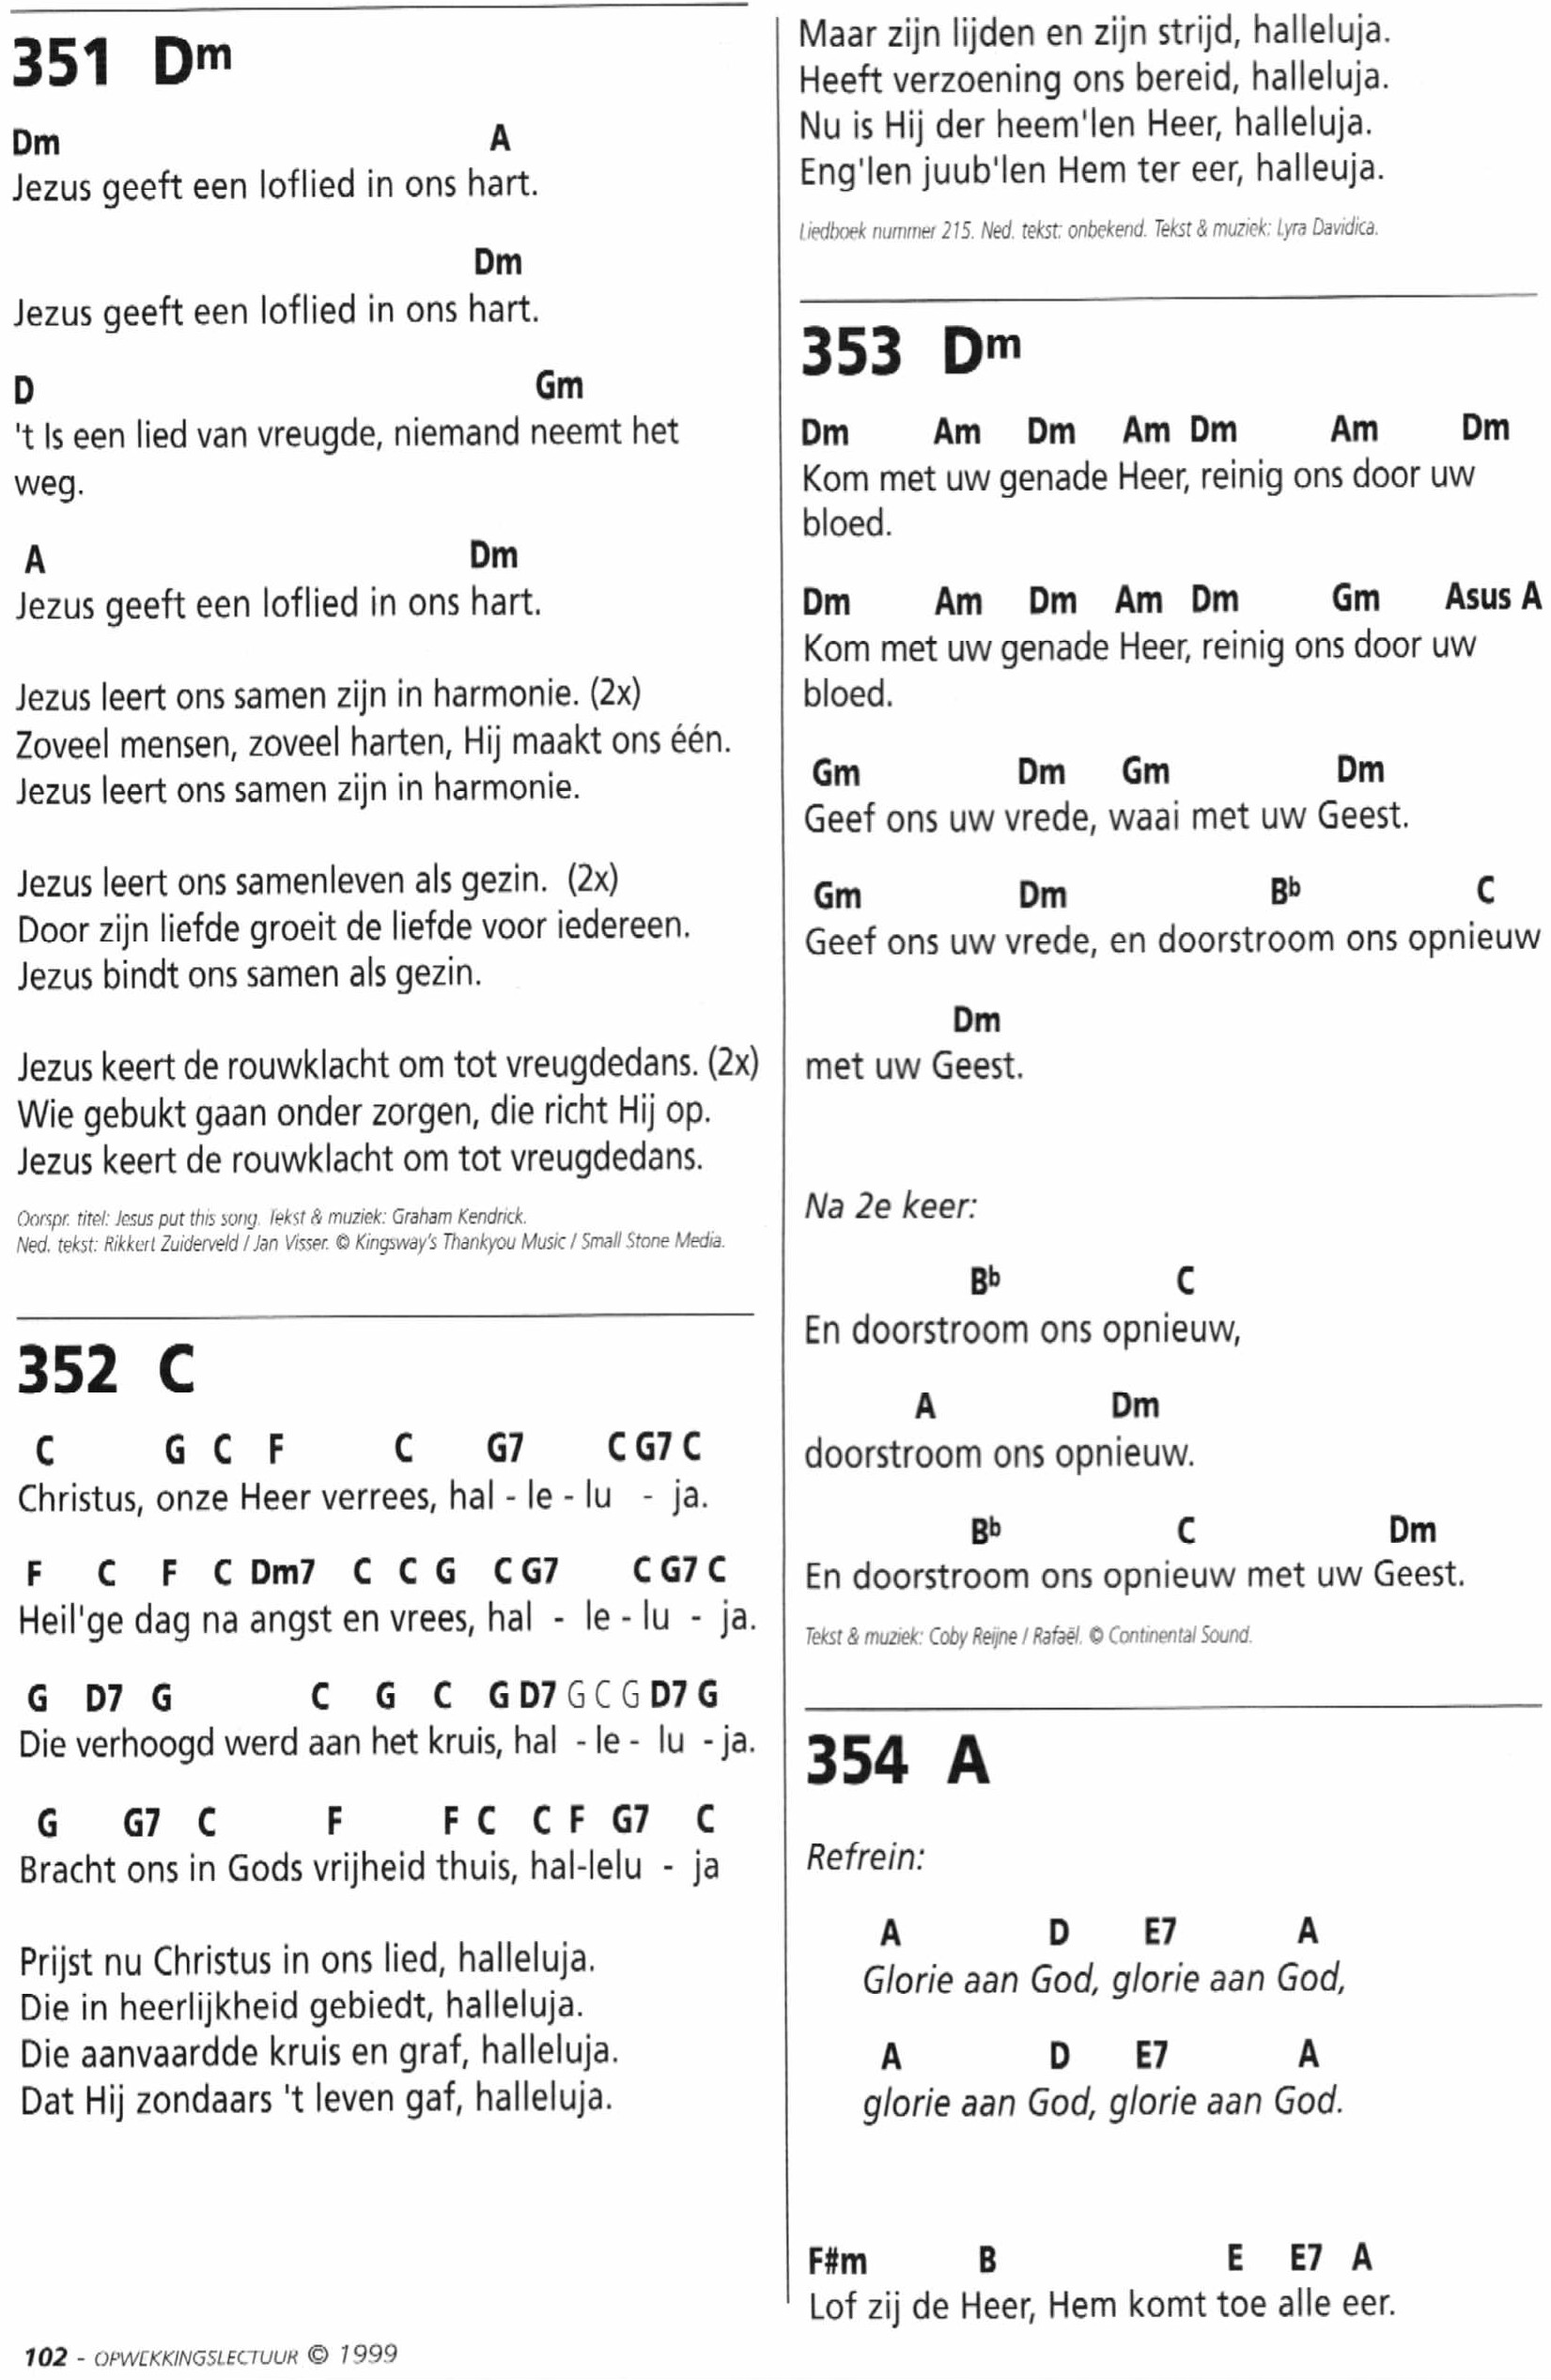 351 Dm
Dm A
Jezus geeft een loflied in ons hart.
Dm
Jezus geeft een loflied in ons hart.
D Gm
't Is een lied van vreugde, niemand neemt het
weg.
A Dm
Jezus geeft een loflied in ons hart.
Jezus leert ons samen zijn in harmonie. (2x)
Zoveel mensen, zoveel harten, Hij maakt ons één.
Jezus leert ons samen zijn in harmonie.
Jezus leert ons samenleven als gezin. (2x)
Door zijn liefde groeit de liefde voor iedereen.
Jezus bindt ons samen als gezin.
Jezus keert de rouwklacht om tot vreugdedans. (2x)
Wie gebukt gaan onder zorgen, die richt Hij op.
Jezus keert de rouwklacht om tot vreugdedans.
Oorspr. titel: Jesus put this song. Tekst & muziek: Graham Kendrick.
Ned. tekst: Rikkert Zuiderveld / Jan Visser. © Kingsway's Thankyou Music / Small Stone Media.
352 C
C G C F C G7 C G7 C
Christus, onze Heer verrees, hal - le - lu - ja.
F C F C Dm7 C C G C G7 C G7 C
Heil'ge dag na angst en vrees, hal - le - lu - ja.
G D7 G C G C G D7 G C G D7 G
Die verhoogd werd aan het kruis, hal - le - lu - ja.
G G7 C F F C C F G7 C
Bracht ons in Gods vrijheid thuis, hal-lelu - ja
Prijst nu Christus in ons lied, halleluja.
Die in heerlijkheid gebiedt, halleluja.
Die aanvaardde kruis en graf, halleluja.
Dat Hij zondaars 't leven gaf, halleluja.
Maar zijn lijden en zijn strijd, halleluja.
Heeft verzoening ons bereid, halleluja.
Nu is Hij der heem'len Heer, halleluja.
Eng'len juub'len Hem ter eer, halleuja.
Liedboek nummer 215. Ned. tekst: onbekend. Tekst & muziek: Lyra Davidica.
353 Dm
Dm Am Dm Am Dm Am Dm
Kom met uw genade Heer, reinig ons door uw
bloed.
Dm Am Dm Am Dm Gm Asus A
Kom met uw genade Heer, reinig ons door uw
bloed.
Gm Dm Gm Dm
Geef ons uw vrede, waai met uw Geest.
Gm Dm Bb C
Geef ons uw vrede, en doorstroom ons opnieuw
Dm
met uw Geest.
Na 2e keer:
Bb C
En doorstroom ons opnieuw,
A Dm
doorstroom ons opnieuw.
Bb C Dm
En doorstroom ons opnieuw met uw Geest.
Tekst & muziek: Coby Reijne / Rafaël. © Continental Sound.
354 A
Refrein:
A D E7 A
Glorie aan God, glorie aan God,
A D E7 A
glorie aan God, glorie aan God.
F#m B E E7 A
Lof zij de Heer, Hem komt toe alle eer.
102 - OPWEKKINGSLECTUUR © 1999